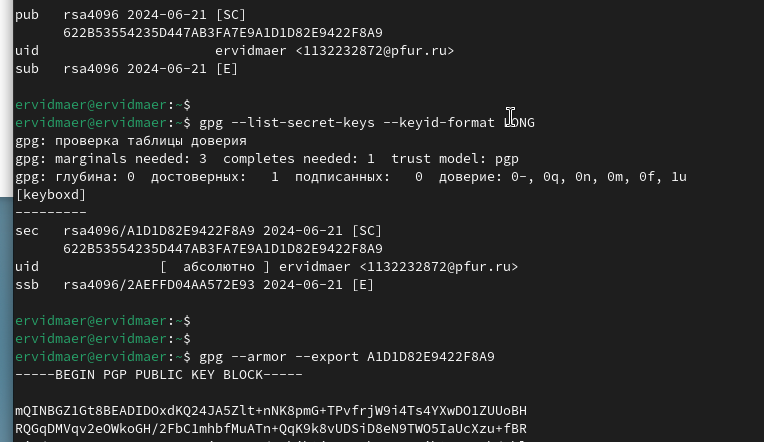 pub   rsa4096 2024-06-21 [SC]
      622B53554235D447AB3FA7E9A1D1D82E9422F8A9
uid                      ervidmaer <1132232872@pfur.ru>
sub   rsa4096 2024-06-21 [E]
ervidmaer@ervidmaer:~$
ervidmaer@ervidmaer:~$ gpg --list-secret-keys --keyid-format LONG
gpg: проверка таблицы доверия
gpg: marginals needed: 3  completes needed: 1  trust model: pgp
gpg: глубина: 0  достоверных:   1  подписанных:   0  доверие: 0-, 0q, 0n, 0m, 0f, 1u
[keyboxd]
---------
sec   rsa4096/A1D1D82E9422F8A9 2024-06-21 [SC]
      622B53554235D447AB3FA7E9A1D1D82E9422F8A9
uid               [  абсолютно ] ervidmaer <1132232872@pfur.ru>
ssb   rsa4096/2AEFFD04AA572E93 2024-06-21 [E]
ervidmaer@ervidmaer:~$
ervidmaer@ervidmaer:~$
ervidmaer@ervidmaer:~$ gpg --armor --export A1D1D82E9422F8A9
-----BEGIN PGP PUBLIC KEY BLOCK-----
mQINBGZ1Gt8BEADIDOxdKQ24JA5Zlt+nNK8pmG+TPvfrjW9i4Ts4YXwDO1ZUUoBH
RQGqDMVqv2eOWkoGH/2FbC1mhbfMuATn+QqK9k8vUDSiD8eN9TWO5IaUcXzu+fBR